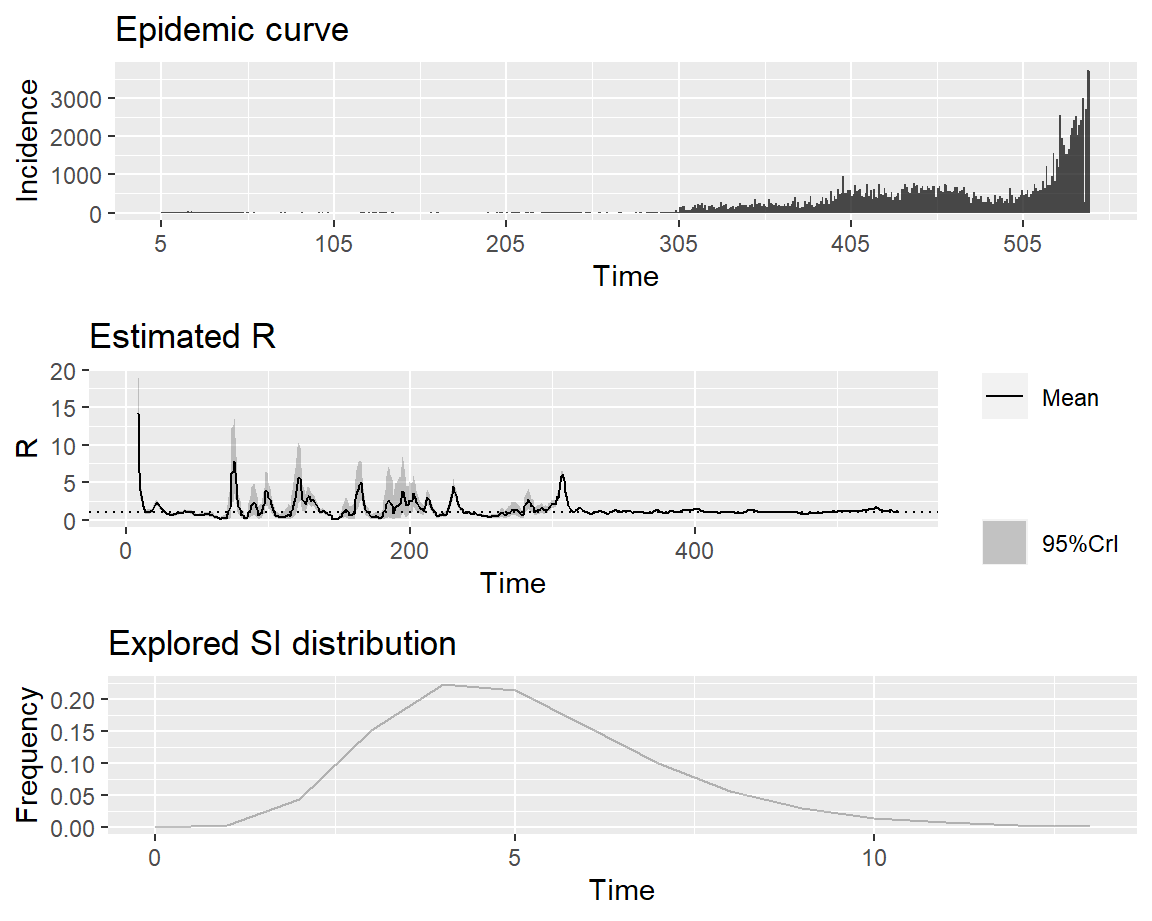 Epidemic curve
Incidence
3000
2000
1000
0
5 105 205 305 405 505
Time
Estimated R
R
20
15
10
5
0
0 200 400
Time
Mean
95%CrI
Explored SI distribution
Frequency
0.20
0.15
0.10
0.05
0.00
0 5 10
Time